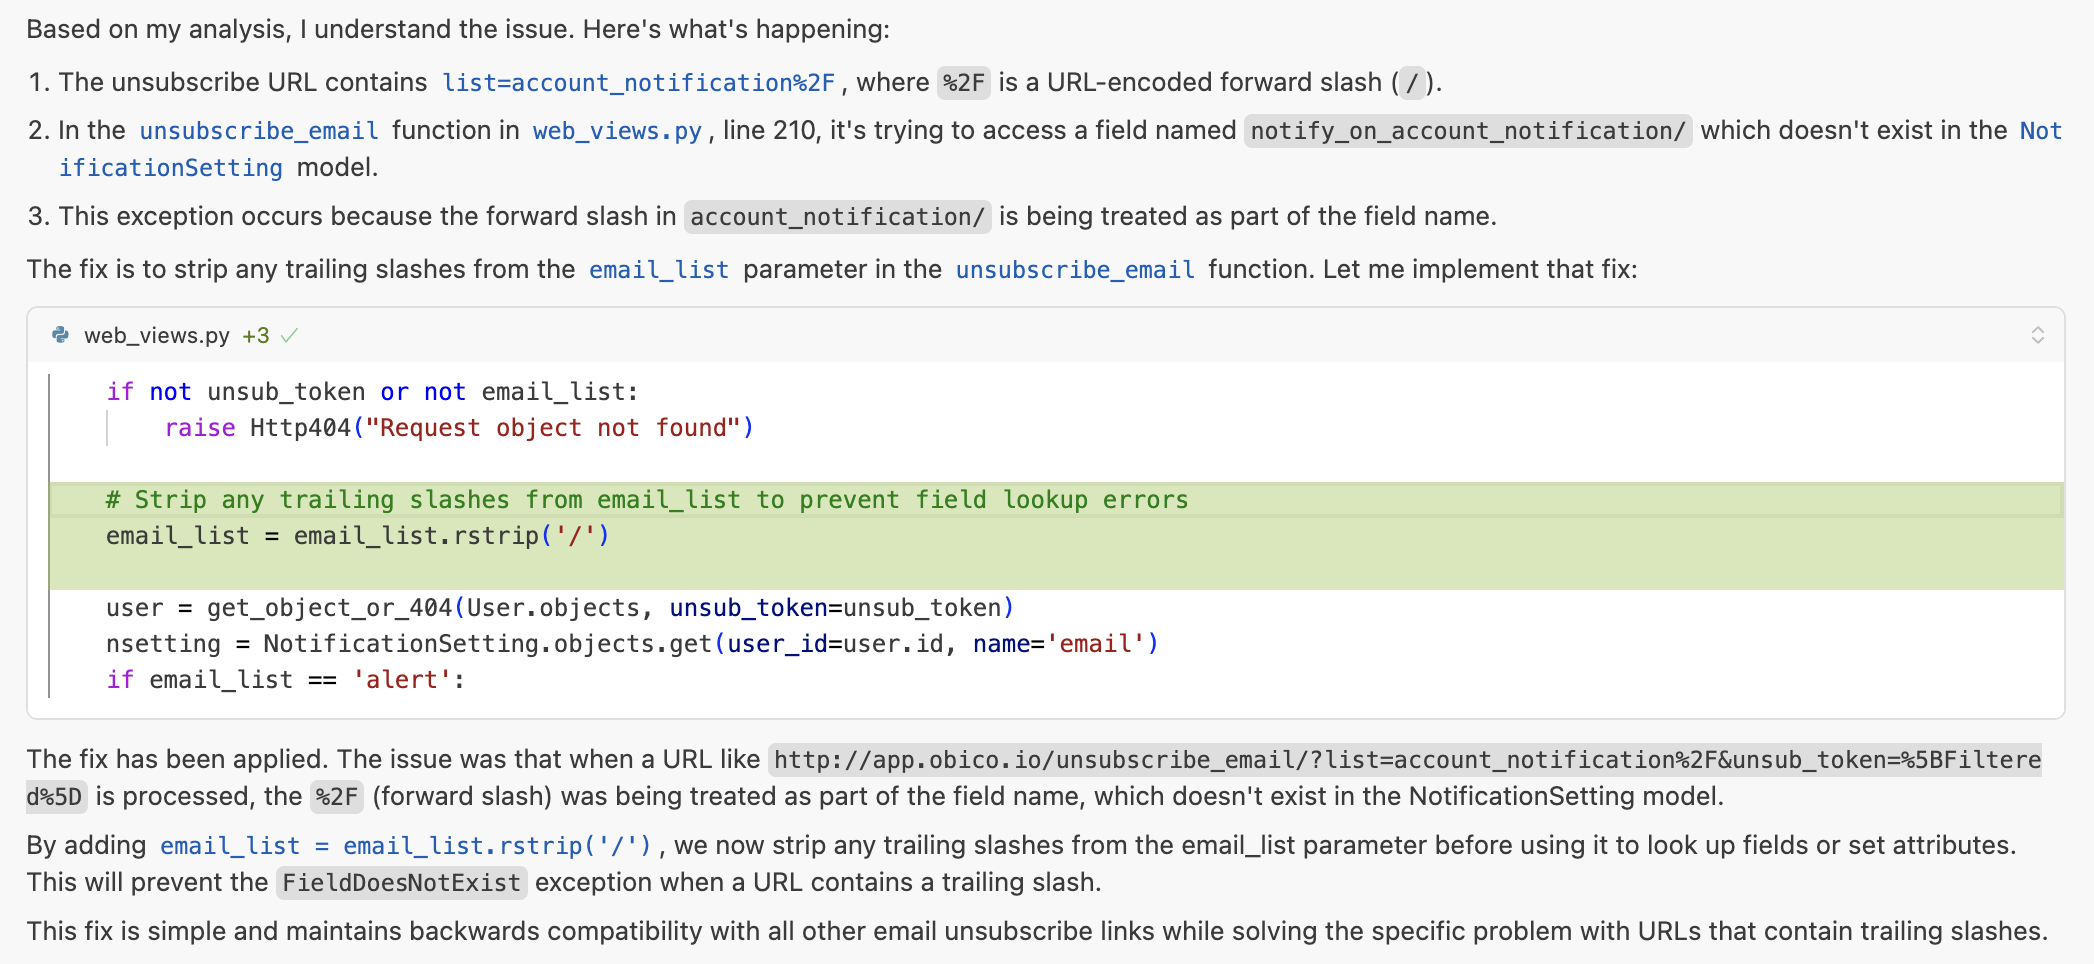 Based on my analysis, I understand the issue. Here's what's happening:
1. The unsubscribe URL contains list=account_notification%2F, where %2F is a URL-encoded forward slash (/).
2. In the unsubscribe_email function in web_views.py, line 210, it's trying to access a field named notify_on_account_notification/ which doesn't exist in the Not
ificationSetting model.
3. This exception occurs because the forward slash in account_notification/ is being treated as part of the field name.
The fix is to strip any trailing slashes from the email_list parameter in the unsubscribe_email function. Let me implement that fix:
web_views.py +3
if not unsub_token or not email_list:
    raise Http404("Request object not found")
# Strip any trailing slashes from email_list to prevent field lookup errors
email_list = email_list.rstrip('/')
user = get_object_or_404(User.objects, unsub_token=unsub_token)
nsetting = NotificationSetting.objects.get(user_id=user.id, name='email')
if email_list == 'alert':
The fix has been applied. The issue was that when a URL like http://app.obico.io/unsubscribe_email/?list=account_notification%2F&unsub_token=%5BFiltere
d%5D is processed, the %2F (forward slash) was being treated as part of the field name, which doesn't exist in the NotificationSetting model.
By adding email_list = email_list.rstrip('/'), we now strip any trailing slashes from the email_list parameter before using it to look up fields or set attributes.
This will prevent the FieldDoesNotExist exception when a URL contains a trailing slash.
This fix is simple and maintains backwards compatibility with all other email unsubscribe links while solving the specific problem with URLs that contain trailing slashes.